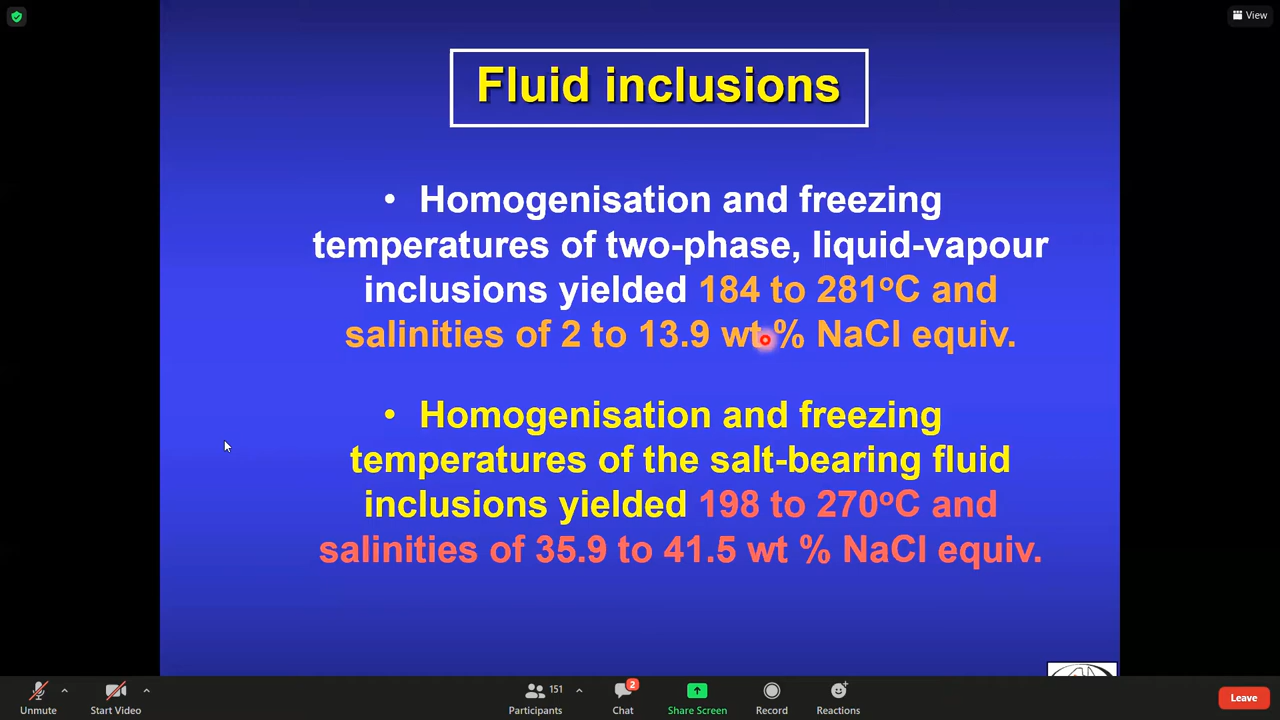 View
Fluid inclusions
• Homogenisation and freezing
temperatures of two-phase, liquid-vapour
inclusions yielded 184 to 281°C and
salinities of 2 to 13.9 wt % NaCl equiv.
• Homogenisation and freezing
temperatures of the salt-bearing fluid
inclusions yielded 198 to 270°C and
salinities of 35.9 to 41.5 wt % NaCl equiv.
151
2
Unmute Start Video Participants Chat Share Screen Record Reactions Leave